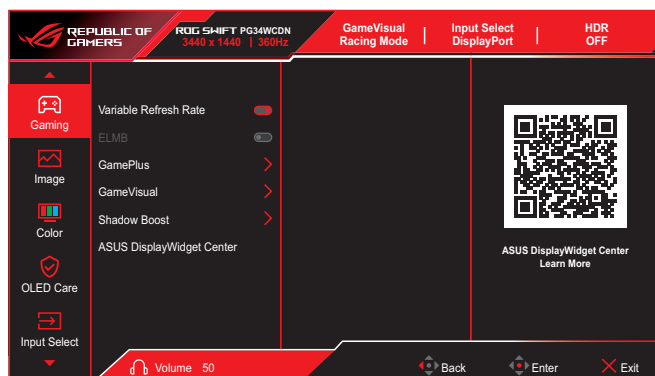 REPUBLIC OF
GAMERS
ROG SWIFT PG34WCDN
3440 x 1440 | 360Hz
GameVisual
Racing Mode
Input Select
DisplayPort
HDR
OFF
Gaming
Image
Color
OLED Care
Input Select
Variable Refresh Rate
ELMB
GamePlus
GameVisual
Shadow Boost
ASUS DisplayWidget Center
ASUS DisplayWidget Center
Learn More
Volume 50
Back
Enter
Exit